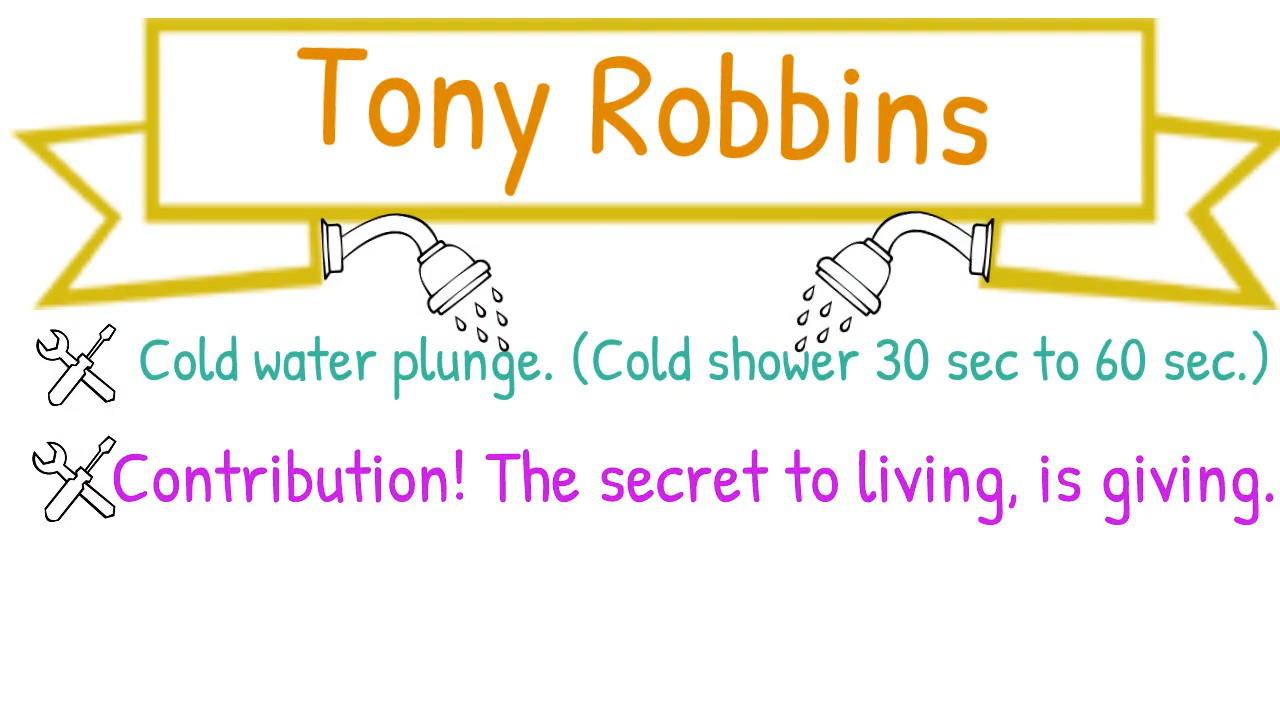 Tony Robbins
Cold water plunge. (Cold shower 30 sec to 60 sec.)
Contribution! The secret to living, is giving.